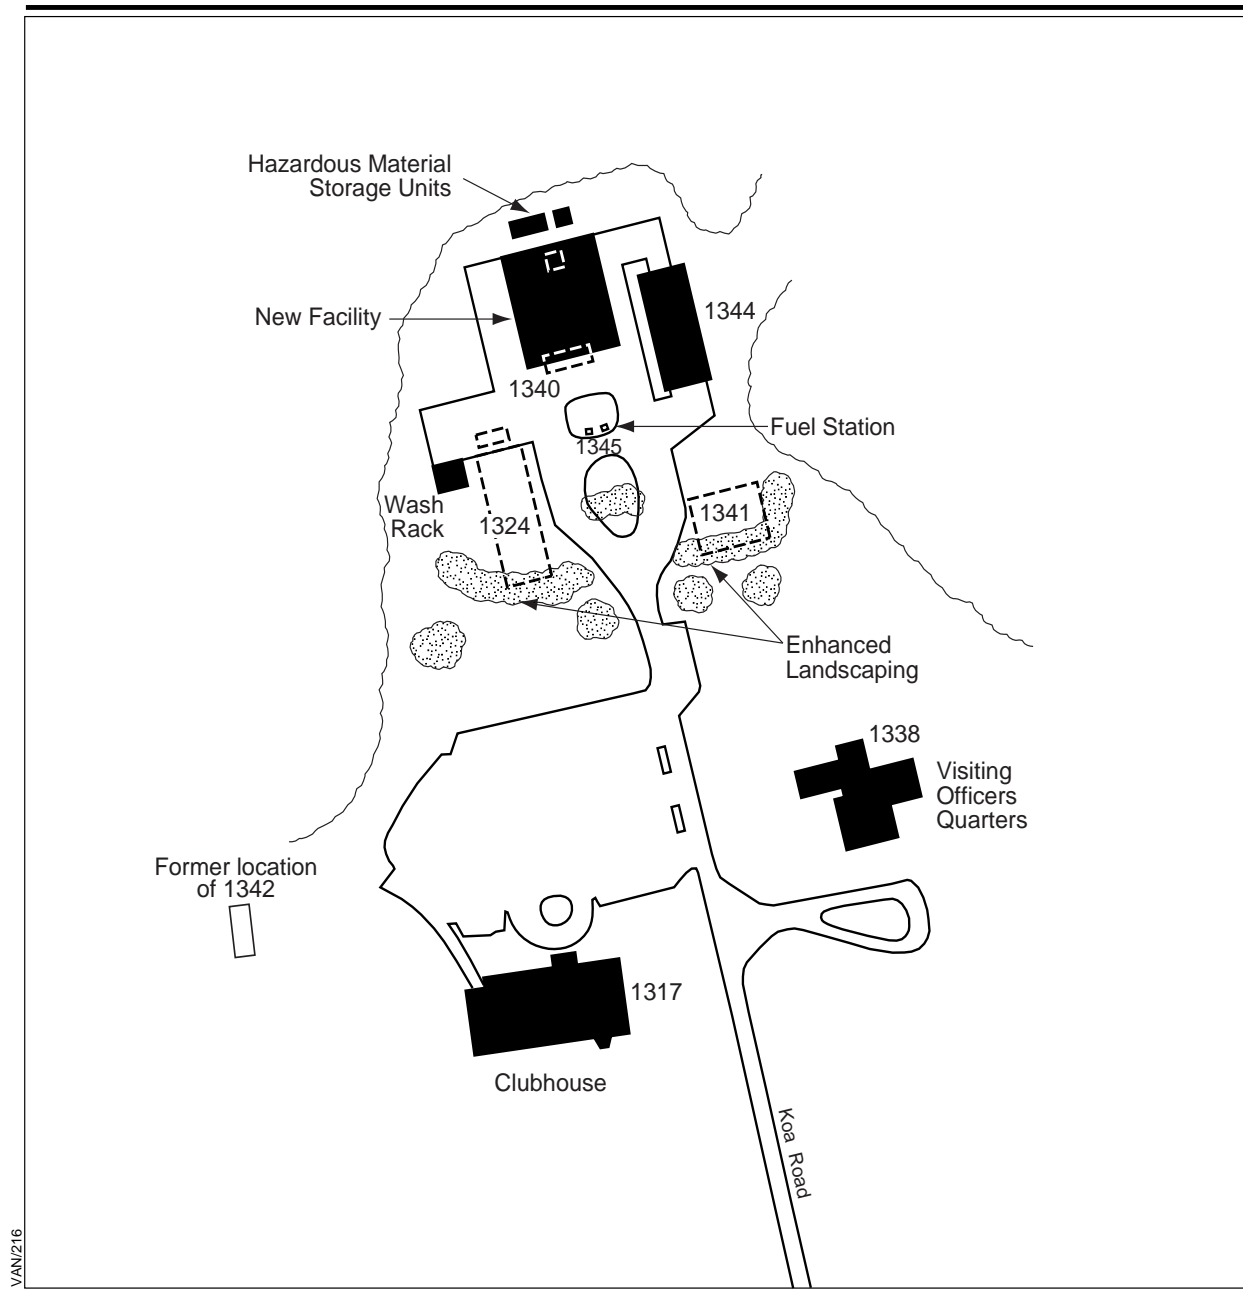 Hazardous Material
Storage Units
New Facility
1344
1340
Fuel Station
1345
Wash
Rack
1324
1341
Enhanced
Landscaping
1338
Visiting
Officers
Quarters
Former location
of 1342
1317
Clubhouse
Koa Road
VAN/216